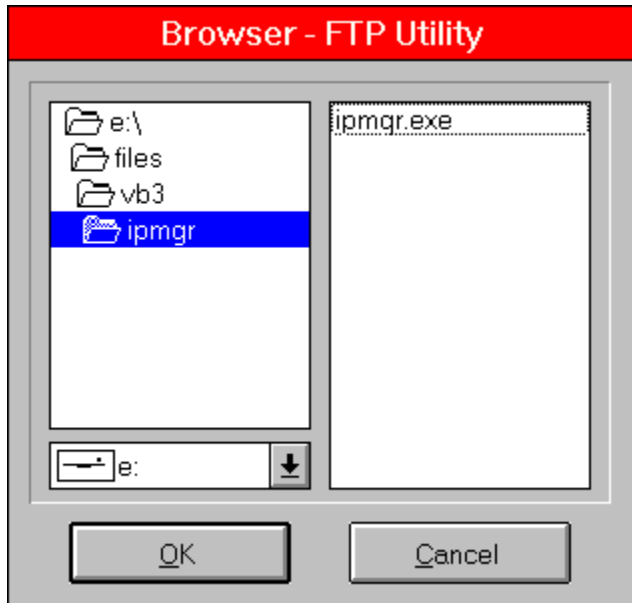 Browser - FTP Utility
e:\
files
vb3
ipmgr
ipmgr.exe
e:
OK
Cancel